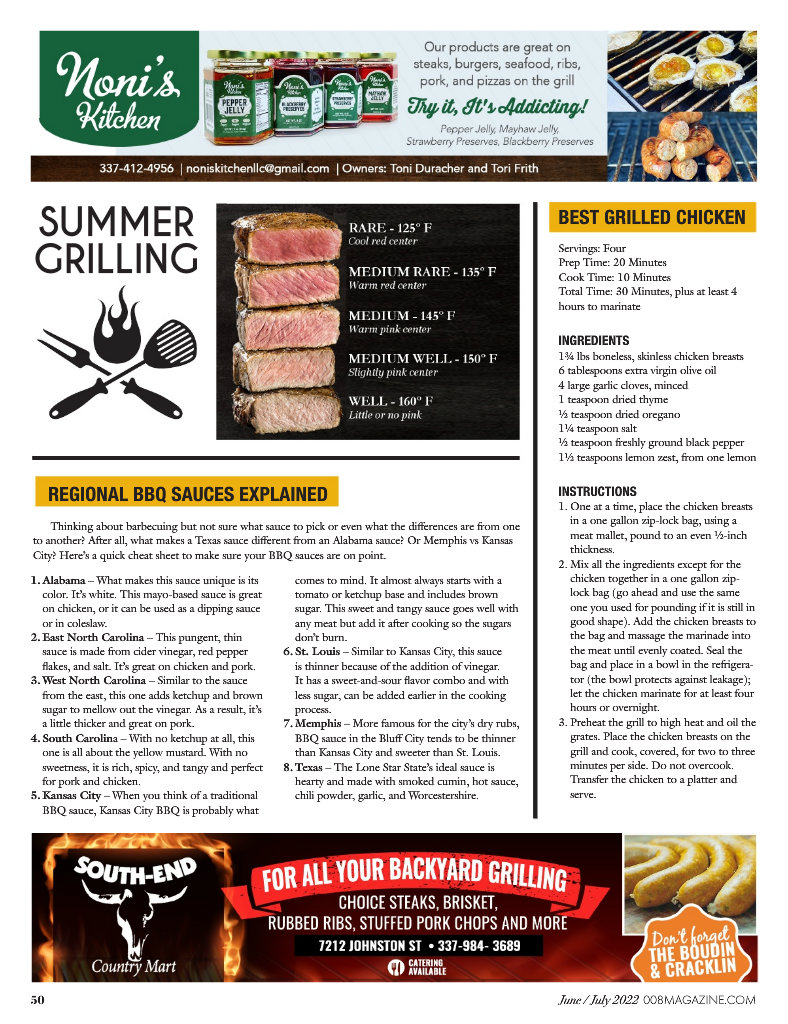 Noni's
Kitchen
Noni's
Kitchen
PEPPER
JELLY
Noni's
Kitchen
BLACKBERRY
PRESERVES
Noni's
Kitchen
STRAWBERRY
PRESERVES
Noni's
Kitchen
MAYHAW
JELLY
Our products are great on
steaks, burgers, seafood, ribs,
pork, and pizzas on the grill
Try it, It's Addicting!
Pepper Jelly, Mayhaw Jelly,
Strawberry Preserves, Blackberry Preserves
337-412-4956 | noniskitchenllc@gmail.com | Owners: Toni Duracher and Tori Frith
SUMMER
GRILLING
RARE - 125° F
Cool red center
MEDIUM RARE - 135° F
Warm red center
MEDIUM - 145° F
Warm pink center
MEDIUM WELL - 150° F
Slightly pink center
WELL - 160° F
Little or no pink
REGIONAL BBQ SAUCES EXPLAINED
Thinking about barbecuing but not sure what sauce to pick or even what the differences are from one
to another? After all, what makes a Texas sauce different from an Alabama sauce? Or Memphis vs Kansas
City? Here's a quick cheat sheet to make sure your BBQ sauces are on point.
1. Alabama – What makes this sauce unique is its
color. It's white. This mayo-based sauce is great
on chicken, or it can be used as a dipping sauce
or in coleslaw.
2. East North Carolina – This pungent, thin
sauce is made from cider vinegar, red pepper
flakes, and salt. It's great on chicken and pork.
3. West North Carolina – Similar to the sauce
from the east, this one adds ketchup and brown
sugar to mellow out the vinegar. As a result, it's
a little thicker and great on pork.
4. South Carolina – With no ketchup at all, this
one is all about the yellow mustard. With no
sweetness, it is rich, spicy, and tangy and perfect
for pork and chicken.
5. Kansas City – When you think of a traditional
BBQ sauce, Kansas City BBQ is probably what
comes to mind. It almost always starts with a
tomato or ketchup base and includes brown
sugar. This sweet and tangy sauce goes well with
any meat but add it after cooking so the sugars
don't burn.
6. St. Louis – Similar to Kansas City, this sauce
is thinner because of the addition of vinegar.
It has a sweet-and-sour flavor combo and with
less sugar, can be added earlier in the cooking
process.
7. Memphis – More famous for the city's dry rubs,
BBQ sauce in the Bluff City tends to be thinner
than Kansas City and sweeter than St. Louis.
8. Texas – The Lone Star State's ideal sauce is
hearty and made with smoked cumin, hot sauce,
chili powder, garlic, and Worcestershire.
BEST GRILLED CHICKEN
Servings: Four
Prep Time: 20 Minutes
Cook Time: 10 Minutes
Total Time: 30 Minutes, plus at least 4
hours to marinate
INGREDIENTS
1¾ lbs boneless, skinless chicken breasts
6 tablespoons extra virgin olive oil
4 large garlic cloves, minced
1 teaspoon dried thyme
½ teaspoon dried oregano
1¼ teaspoon salt
½ teaspoon freshly ground black pepper
1½ teaspoons lemon zest, from one lemon
INSTRUCTIONS
1. One at a time, place the chicken breasts
in a one gallon zip-lock bag, using a
meat mallet, pound to an even ½-inch
thickness.
2. Mix all the ingredients except for the
chicken together in a one gallon zip-
lock bag (go ahead and use the same
one you used for pounding if it is still in
good shape). Add the chicken breasts to
the bag and massage the marinade into
the meat until evenly coated. Seal the
bag and place in a bowl in the refrigera-
tor (the bowl protects against leakage);
let the chicken marinate for at least four
hours or overnight.
3. Preheat the grill to high heat and oil the
grates. Place the chicken breasts on the
grill and cook, covered, for two to three
minutes per side. Do not overcook.
Transfer the chicken to a platter and
serve.
SOUTH-END
Country Mart
FOR ALL YOUR BACKYARD GRILLING
CHOICE STEAKS, BRISKET,
RUBBED RIBS, STUFFED PORK CHOPS AND MORE
7212 JOHNSTON ST • 337-984- 3689
CATERING
AVAILABLE
Don't forget
THE BOUDIN
& CRACKLIN
50
June / July 2022 008MAGAZINE.COM